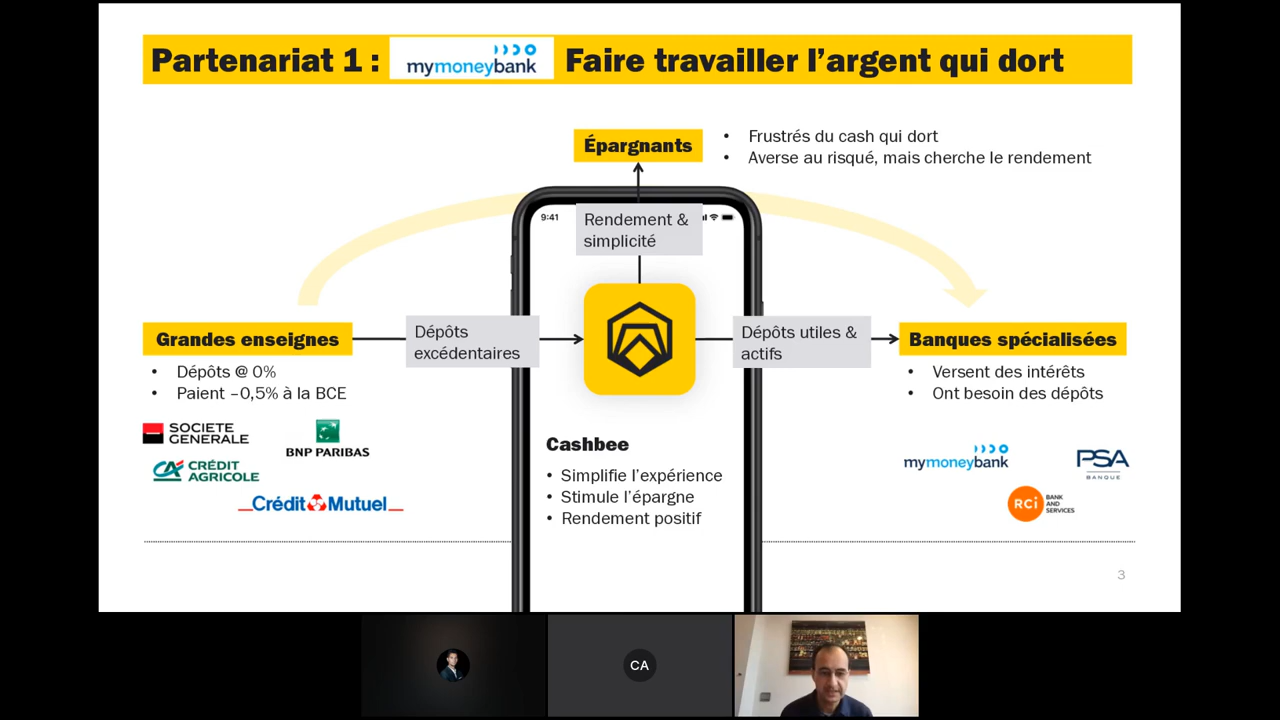 Partenariat 1 : mymoneybank Faire travailler l’argent qui dort
Épargnants
• Frustrés du cash qui dort
• Averse au risqué, mais cherche le rendement
9:41
Rendement &
simplicité
Grandes enseignes
Dépôts
excédentaires
Dépôts utiles &
actifs
Banques spécialisées
• Dépôts @ 0%
• Paient –0,5% à la BCE
• Versent des intérêts
• Ont besoin des dépôts
SOCIETE
GENERALE
BNP PARIBAS
CRÉDIT
AGRICOLE
Crédit Mutuel
Cashbee
• Simplifie l’expérience
• Stimule l’épargne
• Rendement positif
mymoneybank
PSA
BANQUE
RCi
BANK
AND
SERVICES
3
CA